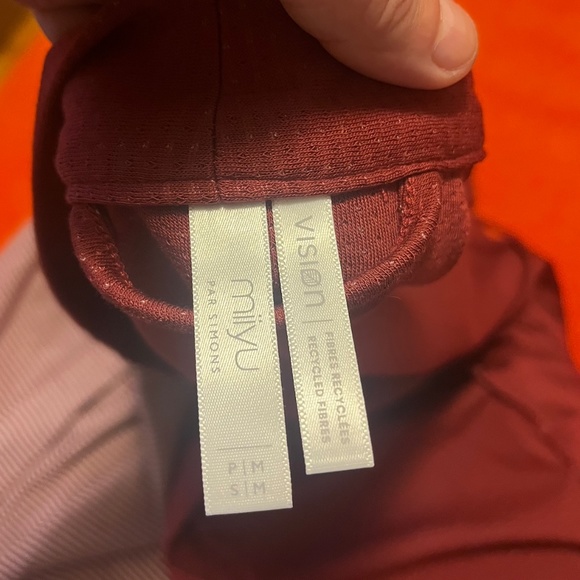 miiyu
PAR SIMONS
P|M
S|M
VISION
FIBRES RECYCLÉES
RECYCLED FIBRES